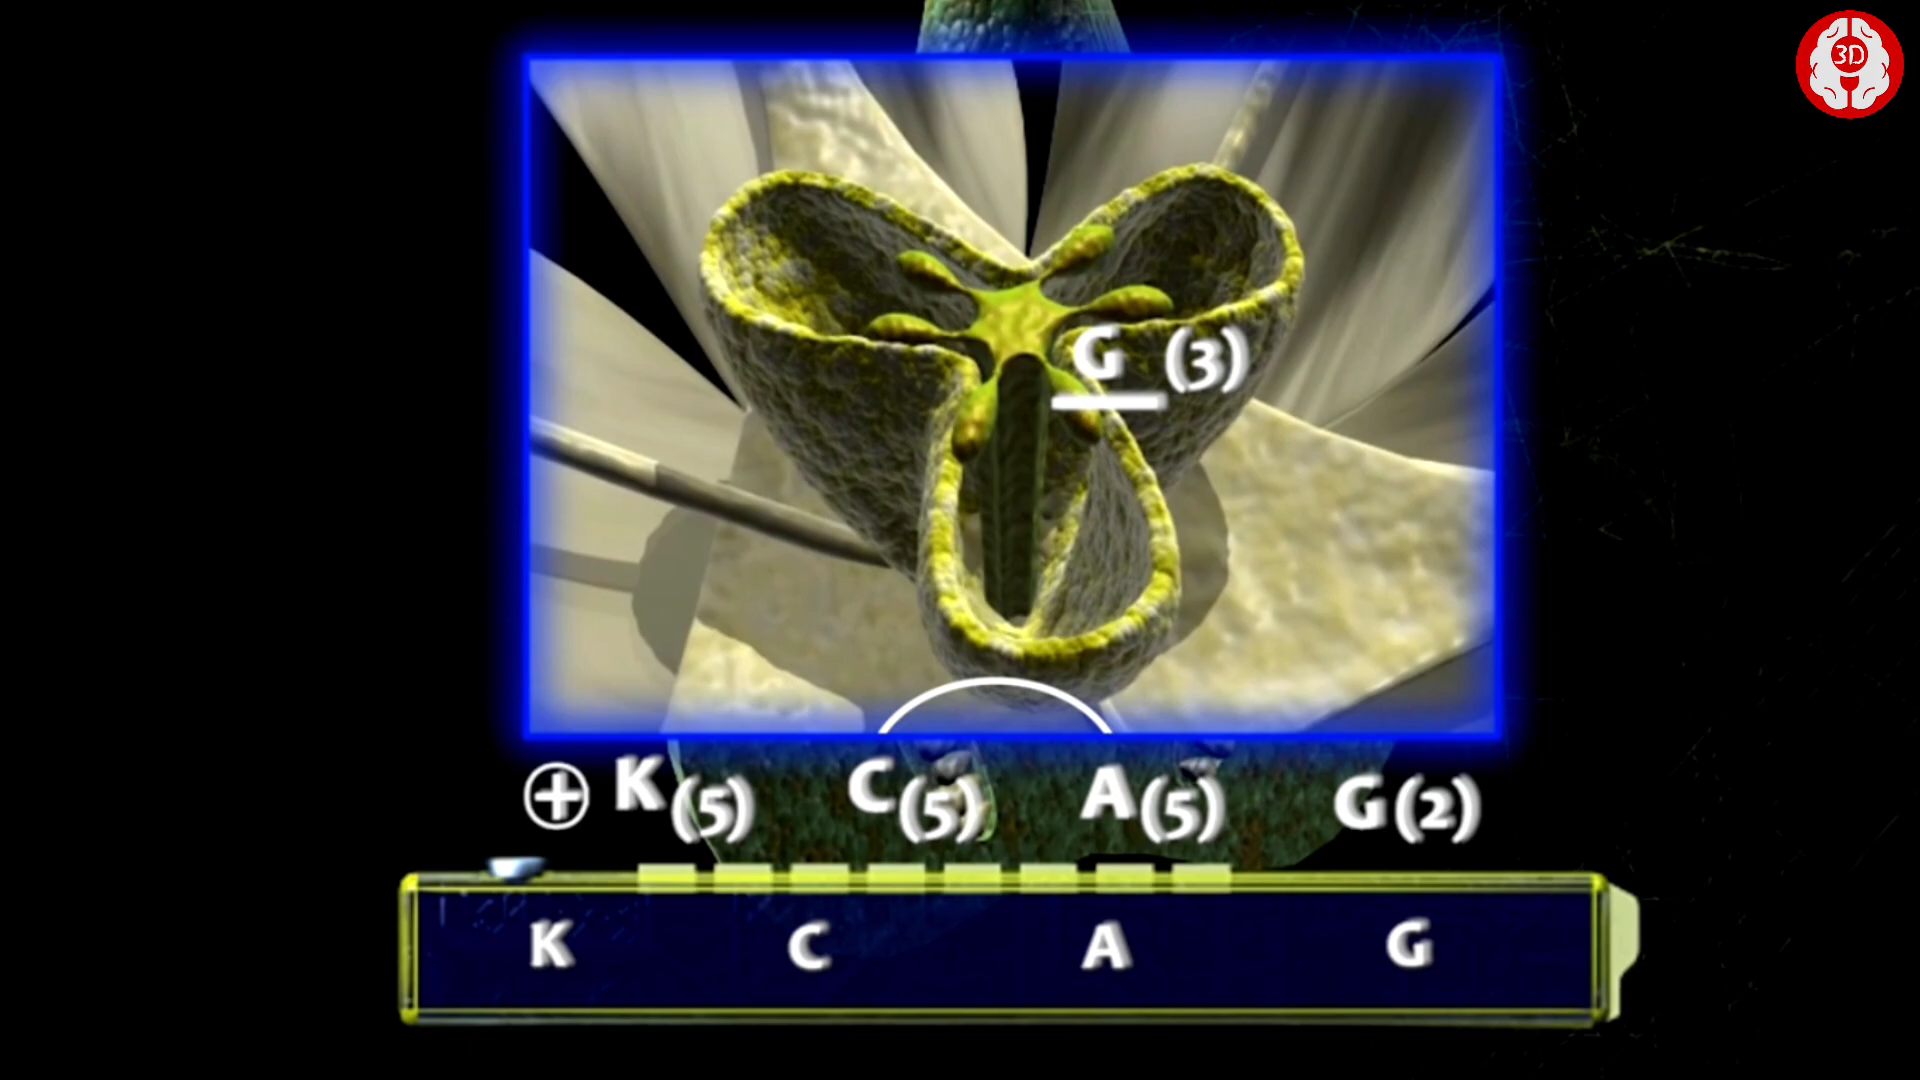 3D
G (3)
⊕ K(5) C(5) A(5) G(2)
K C A G